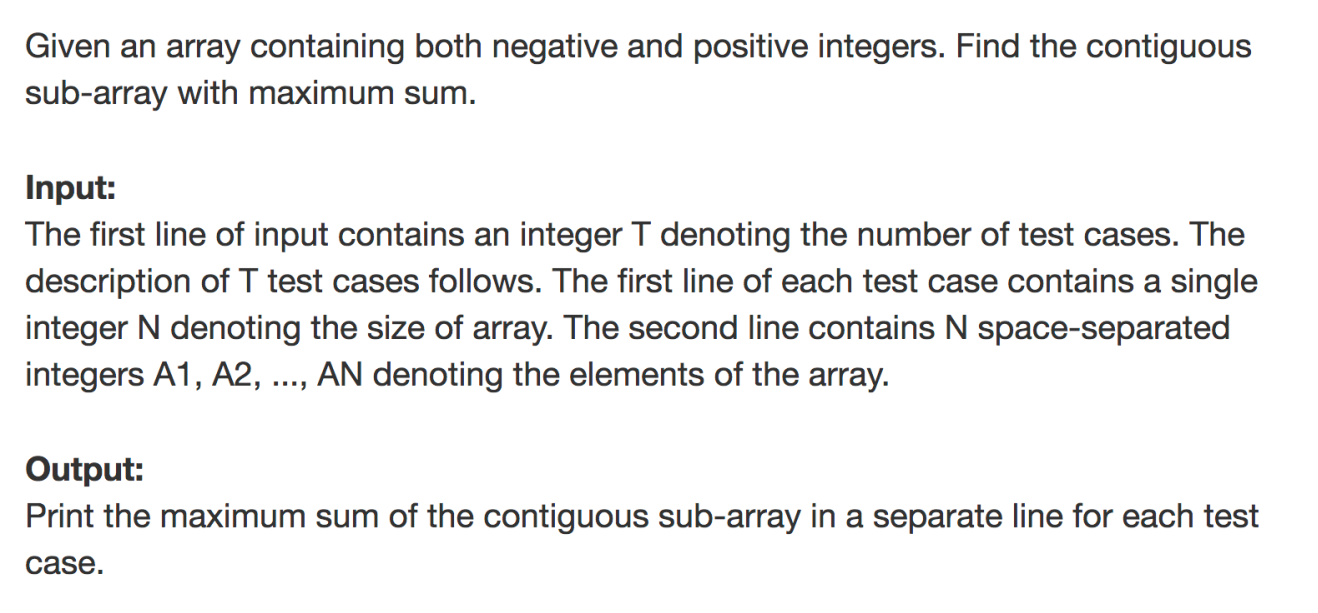 Given an array containing both negative and positive integers. Find the contiguous
sub-array with maximum sum.
Input:
The first line of input contains an integer T denoting the number of test cases. The
description of T test cases follows. The first line of each test case contains a single
integer N denoting the size of array. The second line contains N space-separated
integers A1, A2, ..., AN denoting the elements of the array.
Output:
Print the maximum sum of the contiguous sub-array in a separate line for each test
case.